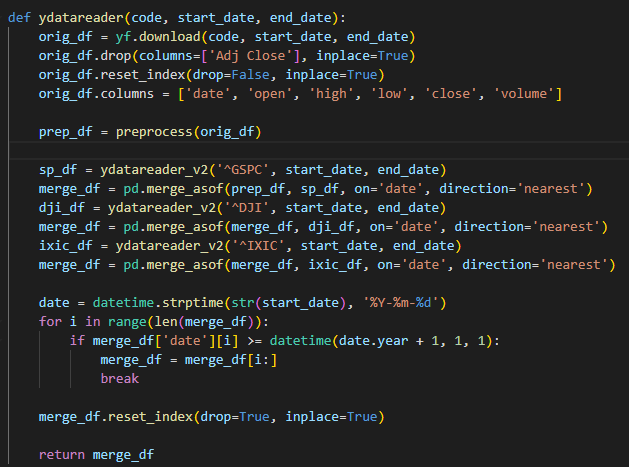 def ydatareader(code, start_date, end_date):
    orig_df = yf.download(code, start_date, end_date)
    orig_df.drop(columns=['Adj Close'], inplace=True)
    orig_df.reset_index(drop=False, inplace=True)
    orig_df.columns = ['date', 'open', 'high', 'low', 'close', 'volume']

    prep_df = preprocess(orig_df)

    sp_df = ydatareader_v2('^GSPC', start_date, end_date)
    merge_df = pd.merge_asof(prep_df, sp_df, on='date', direction='nearest')
    dji_df = ydatareader_v2('^DJI', start_date, end_date)
    merge_df = pd.merge_asof(merge_df, dji_df, on='date', direction='nearest')
    ixic_df = ydatareader_v2('^IXIC', start_date, end_date)
    merge_df = pd.merge_asof(merge_df, ixic_df, on='date', direction='nearest')

    date = datetime.strptime(str(start_date), '%Y-%m-%d')
    for i in range(len(merge_df)):
        if merge_df['date'][i] >= datetime(date.year + 1, 1, 1):
            merge_df = merge_df[i:]
            break

    merge_df.reset_index(drop=True, inplace=True)

    return merge_df